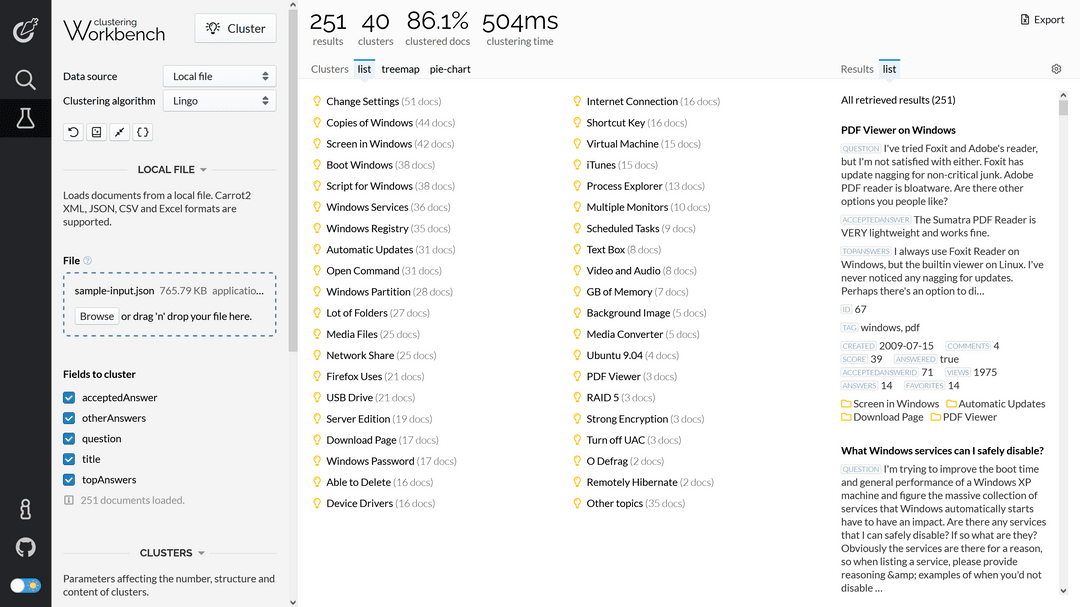 clustering
Workbench
Cluster
Data source
Local file
Clustering algorithm
Lingo
LOCAL FILE
Loads documents from a local file. Carrot2
XML, JSON, CSV and Excel formats are
supported.
File
sample-input.json 765.79 KB applicatio...
Browse or drag 'n' drop your file here.
Fields to cluster
acceptedAnswer
otherAnswers
question
title
topAnswers
251 documents loaded.
CLUSTERS
Parameters affecting the number, structure and
content of clusters.
251 results
40 clusters
86.1% clustered docs
504ms clustering time
Export
Clusters list treemap pie-chart
Change Settings (51 docs)
Copies of Windows (44 docs)
Screen in Windows (42 docs)
Boot Windows (38 docs)
Script for Windows (38 docs)
Windows Services (36 docs)
Windows Registry (35 docs)
Automatic Updates (31 docs)
Open Command (31 docs)
Windows Partition (28 docs)
Lot of Folders (27 docs)
Media Files (25 docs)
Network Share (25 docs)
Firefox Uses (21 docs)
USB Drive (21 docs)
Server Edition (19 docs)
Download Page (17 docs)
Windows Password (17 docs)
Able to Delete (16 docs)
Device Drivers (16 docs)
Internet Connection (16 docs)
Shortcut Key (16 docs)
Virtual Machine (15 docs)
iTunes (15 docs)
Process Explorer (13 docs)
Multiple Monitors (10 docs)
Scheduled Tasks (9 docs)
Text Box (8 docs)
Video and Audio (8 docs)
GB of Memory (7 docs)
Background Image (5 docs)
Media Converter (5 docs)
Ubuntu 9.04 (4 docs)
PDF Viewer (3 docs)
RAID 5 (3 docs)
Strong Encryption (3 docs)
Turn off UAC (3 docs)
O Defrag (2 docs)
Remotely Hibernate (2 docs)
Other topics (35 docs)
Results list
All retrieved results (251)
PDF Viewer on Windows
QUESTION I've tried Foxit and Adobe's reader,
but I'm not satisfied with either. Foxit has
update nagging for non-critical junk. Adobe
PDF reader is bloatware. Are there other
options you people like?
ACCEPTEDANSWER The Sumatra PDF Reader is
VERY lightweight and works fine.
TOPANSWERS I always use Foxit Reader on
Windows, but the builtin viewer on Linux. I've
never noticed any nagging for updates.
Perhaps there's an option to di...
ID 67
TAG windows, pdf
CREATED 2009-07-15 COMMENTS 4
SCORE 39 ANSWERED true
ACCEPTEDANSWERID 71 VIEWS 1975
ANSWERS 14 FAVORITES 14
Screen in Windows Automatic Updates
Download Page PDF Viewer
What Windows services can I safely disable?
QUESTION I'm trying to improve the boot time
and general performance of a Windows XP
machine and figure the massive collection of
services that Windows automatically starts
have to have an impact. Are there any services
that I can safely disable? If so what are they?
Obviously the services are there for a reason,
so when listing a service, please provide
reasoning &amp; examples of when you'd not
disable ...